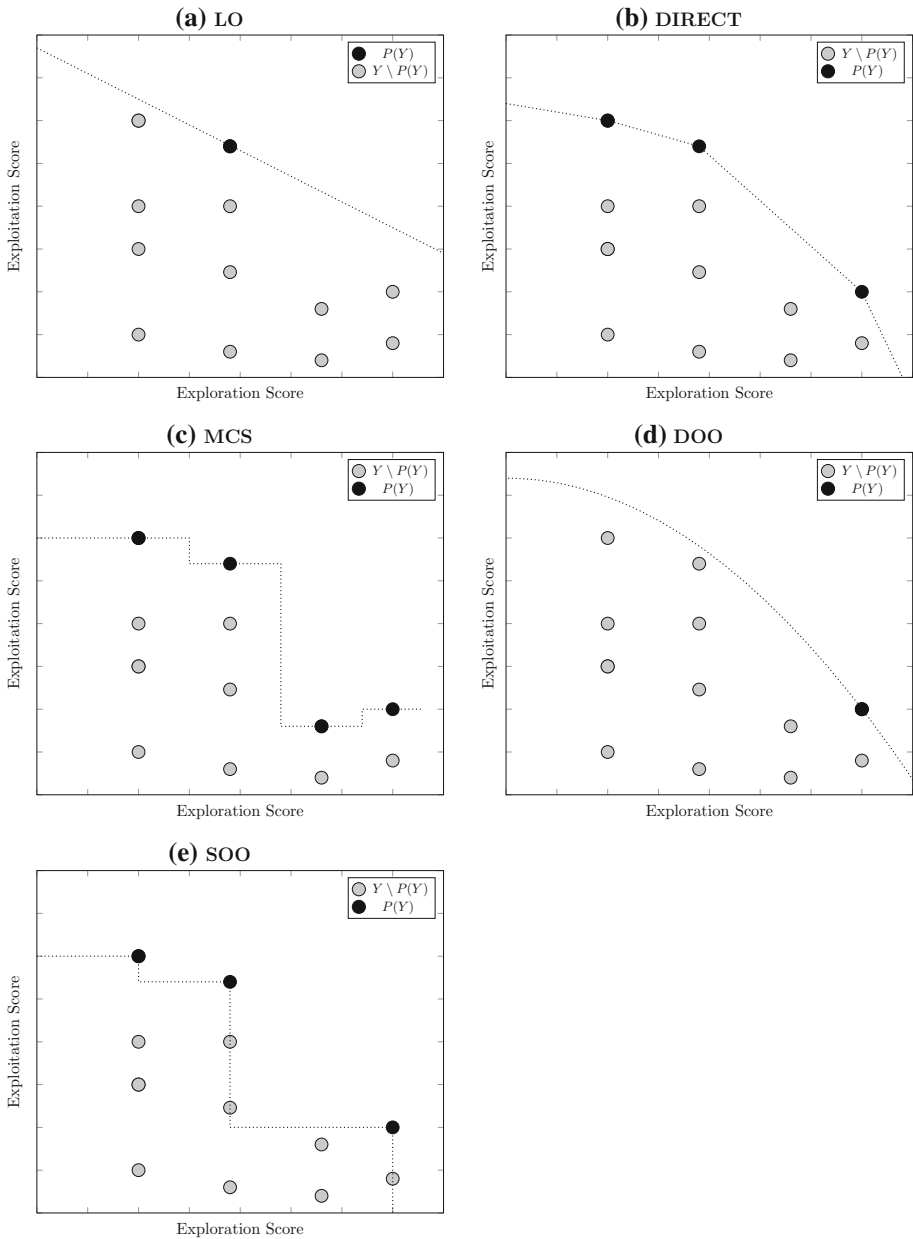 (a) LO
P(Y)
Y \ P(Y)
Exploitation Score
Exploration Score
(b) DIRECT
Y \ P(Y)
P(Y)
Exploitation Score
Exploration Score
(c) MCS
Y \ P(Y)
P(Y)
Exploitation Score
Exploration Score
(d) DOO
Y \ P(Y)
P(Y)
Exploitation Score
Exploration Score
(e) SOO
Y \ P(Y)
P(Y)
Exploitation Score
Exploration Score